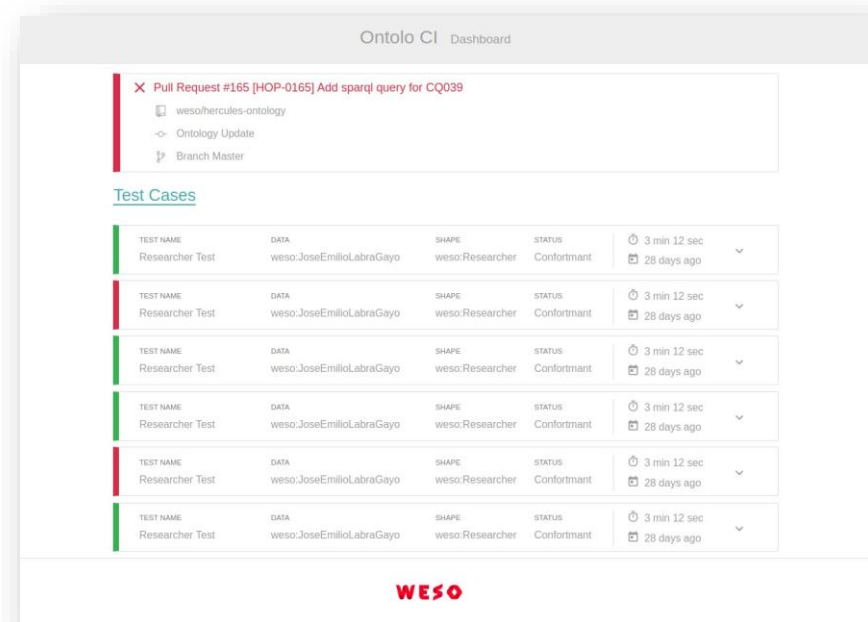 Ontolo CI Dashboard
Pull Request #165 [HOP-0165] Add sparql query for CQ039
weso/hercules-ontology
Ontology Update
Branch Master
Test Cases
TEST NAME DATA SHAPE STATUS 3 min 12 sec
Researcher Test weso:JoseEmilioLabraGayo weso:Researcher Confortmant 28 days ago
TEST NAME DATA SHAPE STATUS 3 min 12 sec
Researcher Test weso:JoseEmilioLabraGayo weso:Researcher Confortmant 28 days ago
TEST NAME DATA SHAPE STATUS 3 min 12 sec
Researcher Test weso:JoseEmilioLabraGayo weso:Researcher Confortmant 28 days ago
TEST NAME DATA SHAPE STATUS 3 min 12 sec
Researcher Test weso:JoseEmilioLabraGayo weso:Researcher Confortmant 28 days ago
TEST NAME DATA SHAPE STATUS 3 min 12 sec
Researcher Test weso:JoseEmilioLabraGayo weso:Researcher Confortmant 28 days ago
TEST NAME DATA SHAPE STATUS 3 min 12 sec
Researcher Test weso:JoseEmilioLabraGayo weso:Researcher Confortmant 28 days ago
WESO